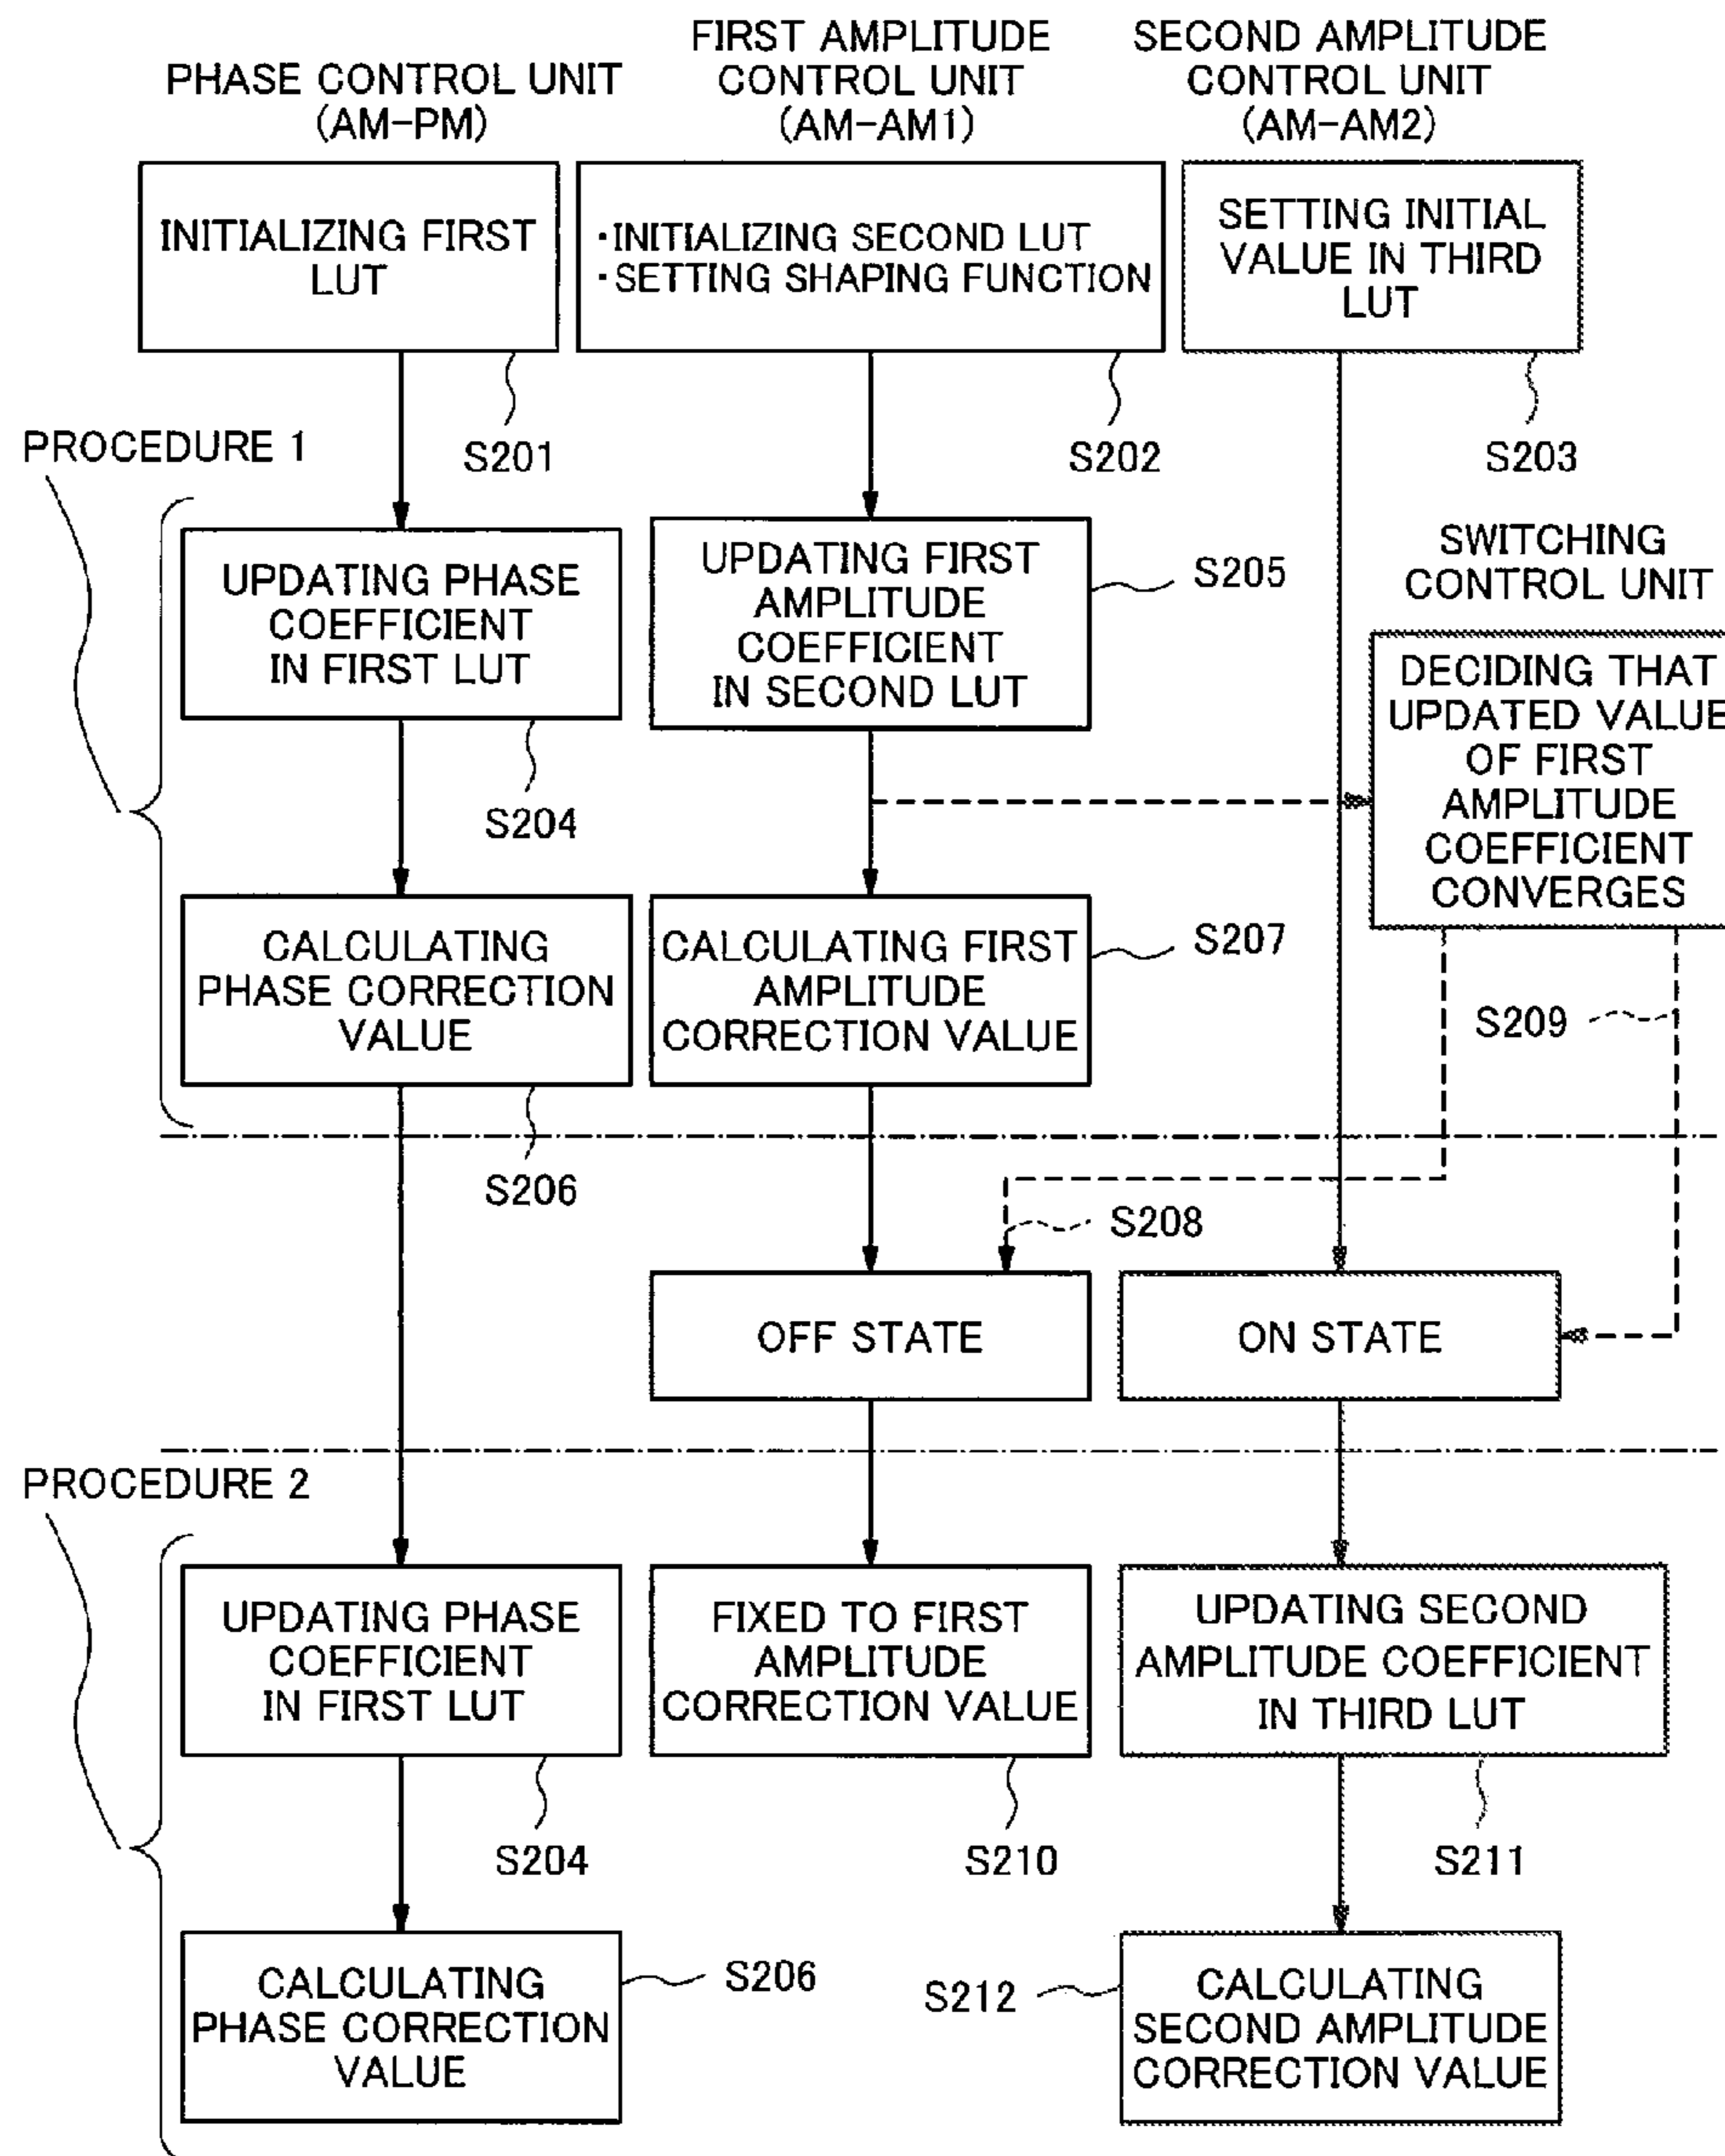 PHASE CONTROL UNIT
(AM-PM)
FIRST AMPLITUDE
CONTROL UNIT
(AM-AM1)
SECOND AMPLITUDE
CONTROL UNIT
(AM-AM2)
INITIALIZING FIRST
LUT
・INITIALIZING SECOND LUT
・SETTING SHAPING FUNCTION
SETTING INITIAL
VALUE IN THIRD
LUT
S201
S202
S203
PROCEDURE 1
UPDATING PHASE
COEFFICIENT
IN FIRST LUT
S204
UPDATING FIRST
AMPLITUDE
COEFFICIENT
IN SECOND LUT
S205
SWITCHING
CONTROL UNIT
DECIDING THAT
UPDATED VALUE
OF FIRST
AMPLITUDE
COEFFICIENT
CONVERGES
CALCULATING
PHASE CORRECTION
VALUE
S206
CALCULATING FIRST
AMPLITUDE
CORRECTION VALUE
S207
S209
S208
OFF STATE
ON STATE
PROCEDURE 2
UPDATING PHASE
COEFFICIENT
IN FIRST LUT
S204
FIXED TO FIRST
AMPLITUDE
CORRECTION VALUE
S210
UPDATING SECOND
AMPLITUDE COEFFICIENT
IN THIRD LUT
S211
CALCULATING
PHASE CORRECTION
VALUE
S206
S212
CALCULATING
SECOND AMPLITUDE
CORRECTION VALUE